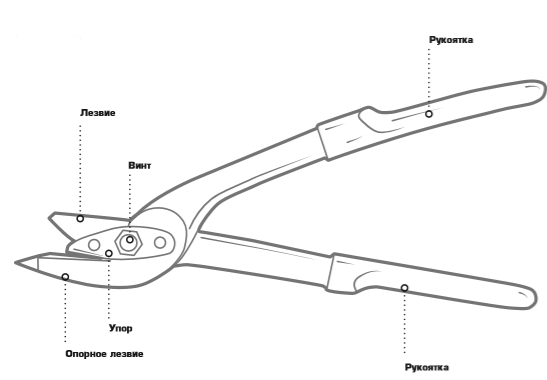 Рукоятка
Лезвие
Винт
Упор
Опорное лезвие
Рукоятка